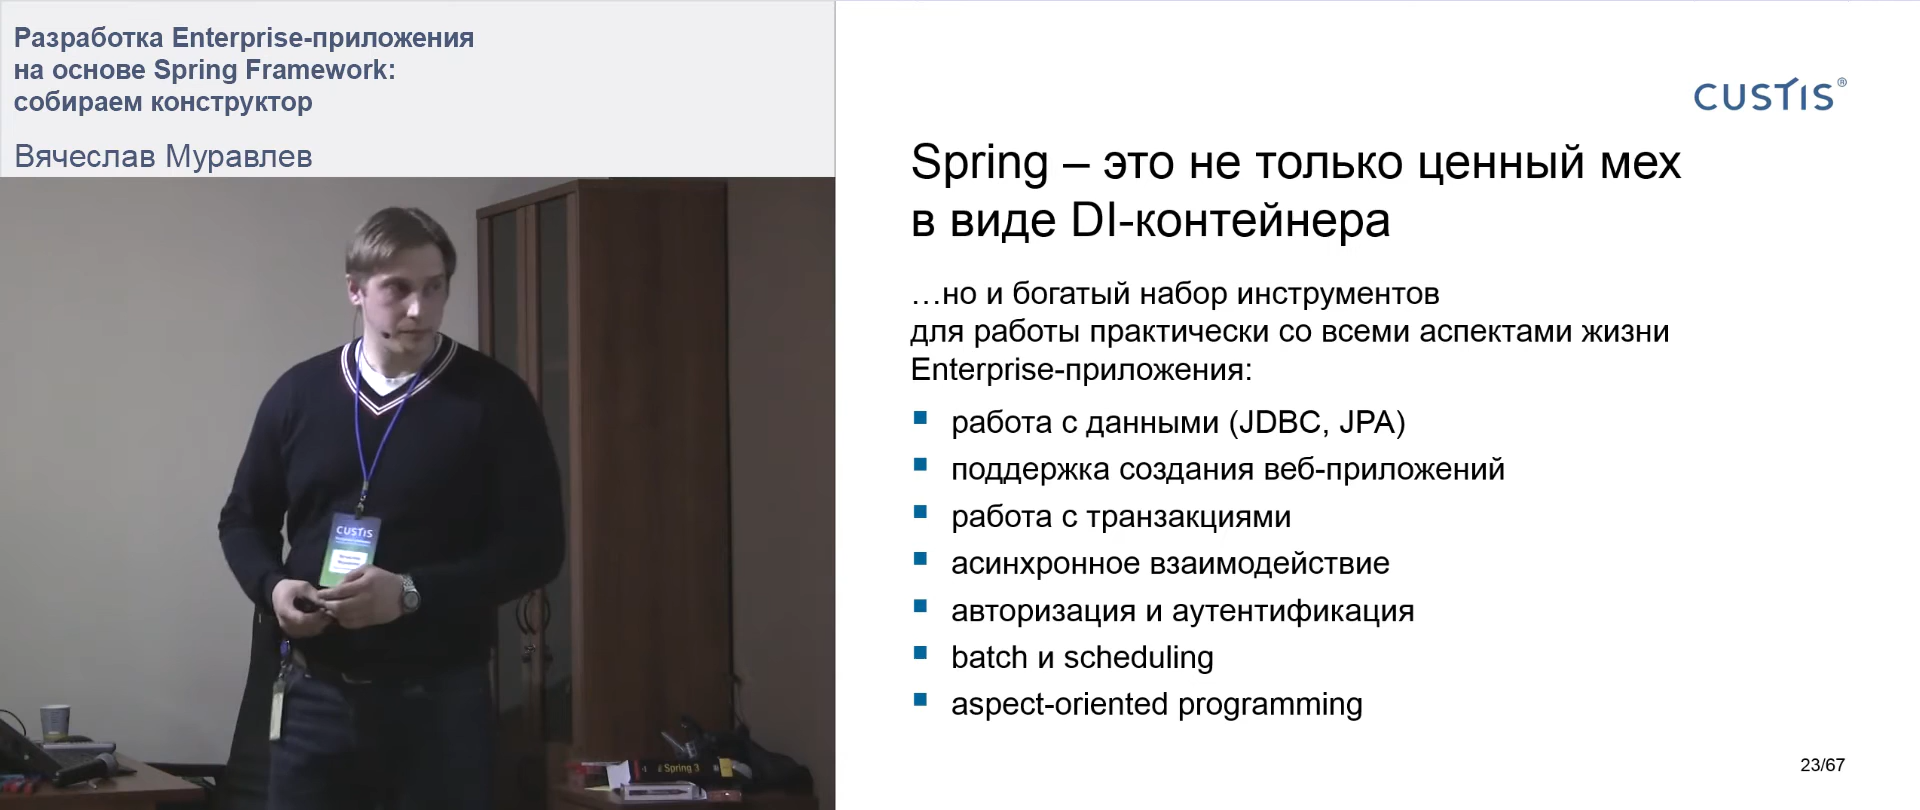 Разработка Enterprise-приложения
на основе Spring Framework:
собираем конструктор
Вячеслав Муравлев
CUSTIS
Spring 3
CUSTIS®
Spring – это не только ценный мех
в виде DI-контейнера
…но и богатый набор инструментов
для работы практически со всеми аспектами жизни
Enterprise-приложения:
работа с данными (JDBC, JPA)
поддержка создания веб-приложений
работа с транзакциями
асинхронное взаимодействие
авторизация и аутентификация
batch и scheduling
aspect-oriented programming
23/67